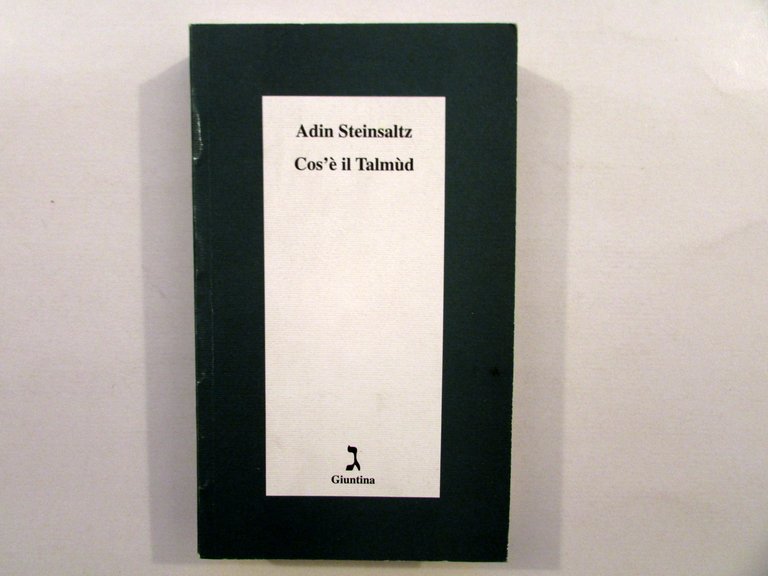 Adin Steinsaltz
Cos'è il Talmùd
ג
Giuntina